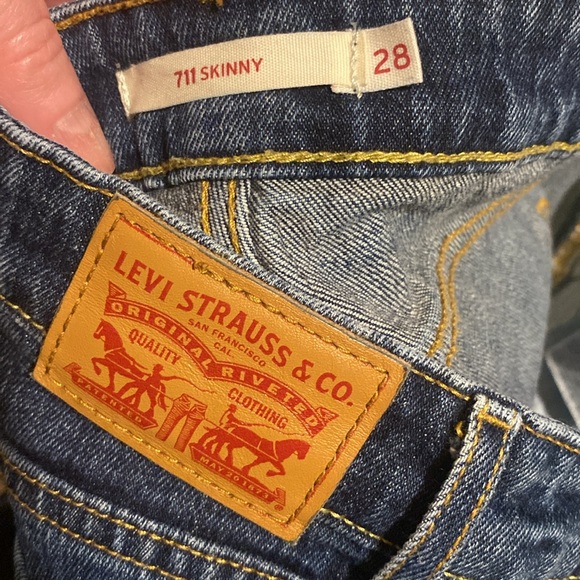 711 SKINNY
28
LEVI STRAUSS & CO.
ORIGINAL RIVETED
SAN FRANCISCO
CAL.
QUALITY
CLOTHING
PATENTED
MAY 20 1873
®